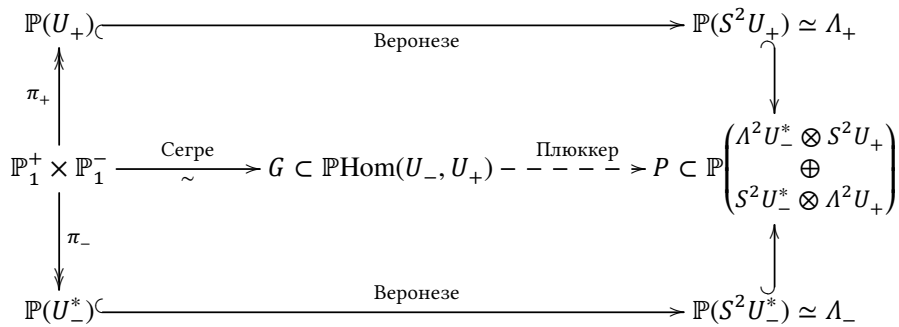 ℙ(U₊) Веронезе ℙ(S²U₊) ≃ Λ₊
π₊
ℙ₁⁺ × ℙ₁⁻ Сегре ∼ G ⊂ ℙHom(U₋, U₊) Плюккер P ⊂ ℙ(Λ²U₋* ⊗ S²U₊ ⊕ S²U₋* ⊗ Λ²U₊)
π₋
ℙ(U₋*) Веронезе ℙ(S²U₋*) ≃ Λ₋